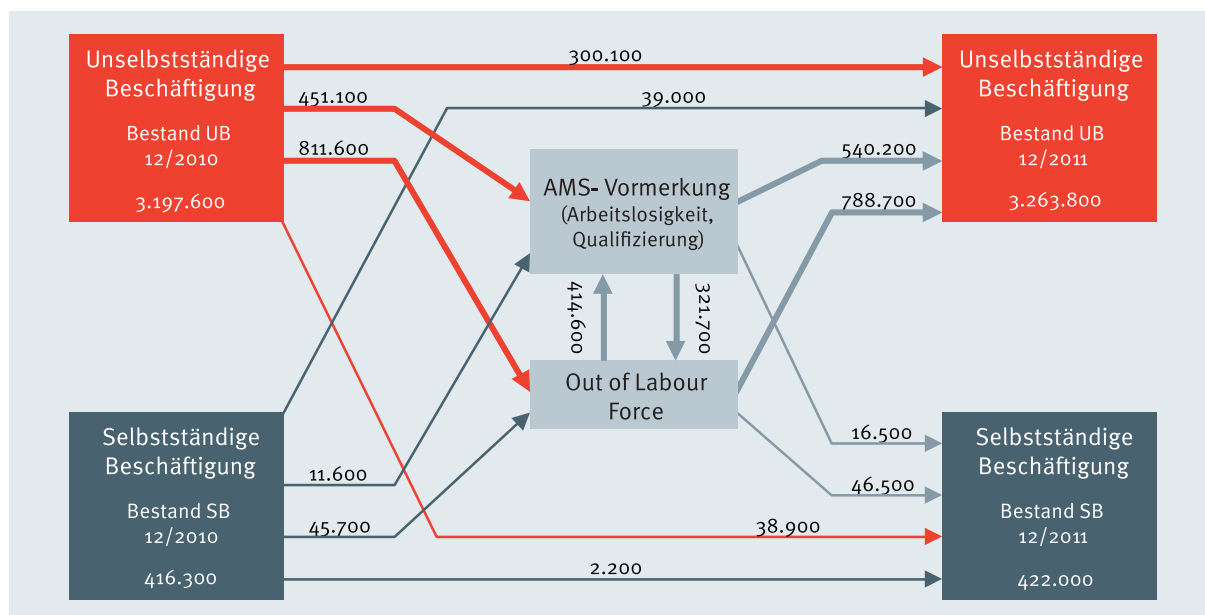 Unselbstständige
Beschäftigung
Bestand UB
12/2010
3.197.600
300.100
451.100
39.000
811.600
Unselbstständige
Beschäftigung
Bestand UB
12/2011
3.263.800
AMS- Vormerkung
(Arbeitslosigkeit,
Qualifizierung)
540.200
788.700
414.600
321.700
Out of Labour
Force
Selbstständige
Beschäftigung
Bestand SB
12/2010
416.300
11.600
45.700
16.500
46.500
38.900
2.200
Selbstständige
Beschäftigung
Bestand SB
12/2011
422.000